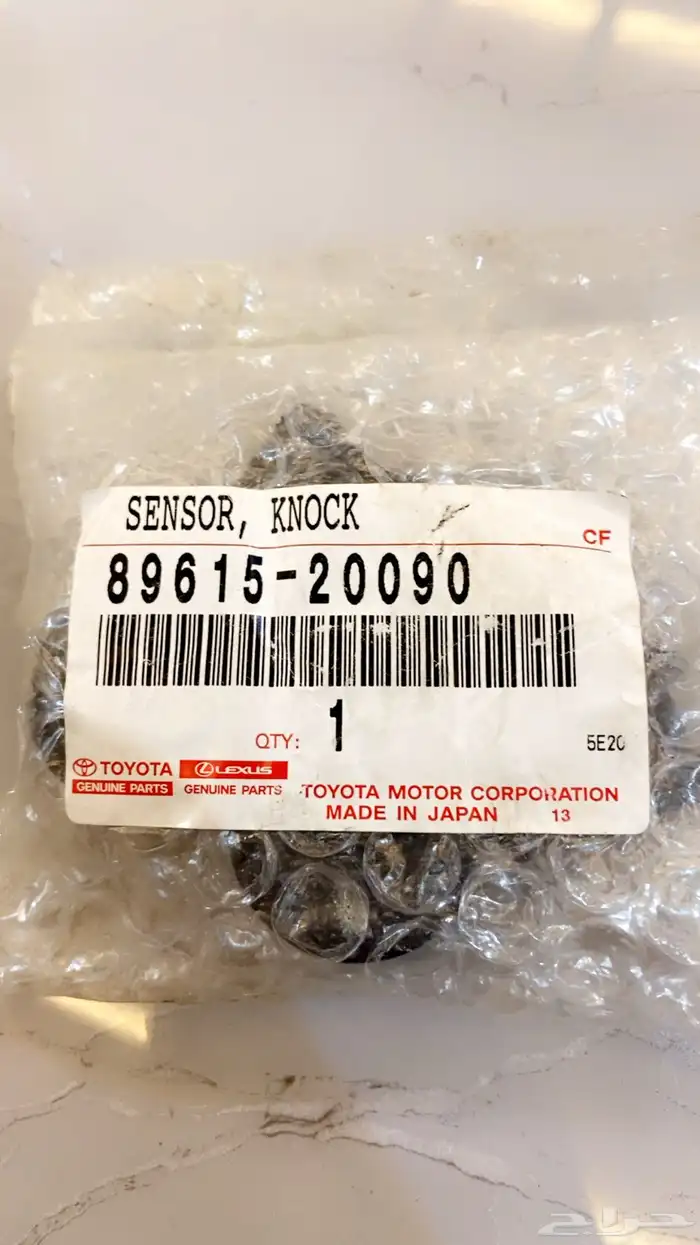 SENSOR, KNOCK
CF
89615-20090
QTY: 1
5E20
TOYOTA
GENUINE PARTS
LEXUS
GENUINE PARTS
TOYOTA MOTOR CORPORATION
MADE IN JAPAN 13
حراج